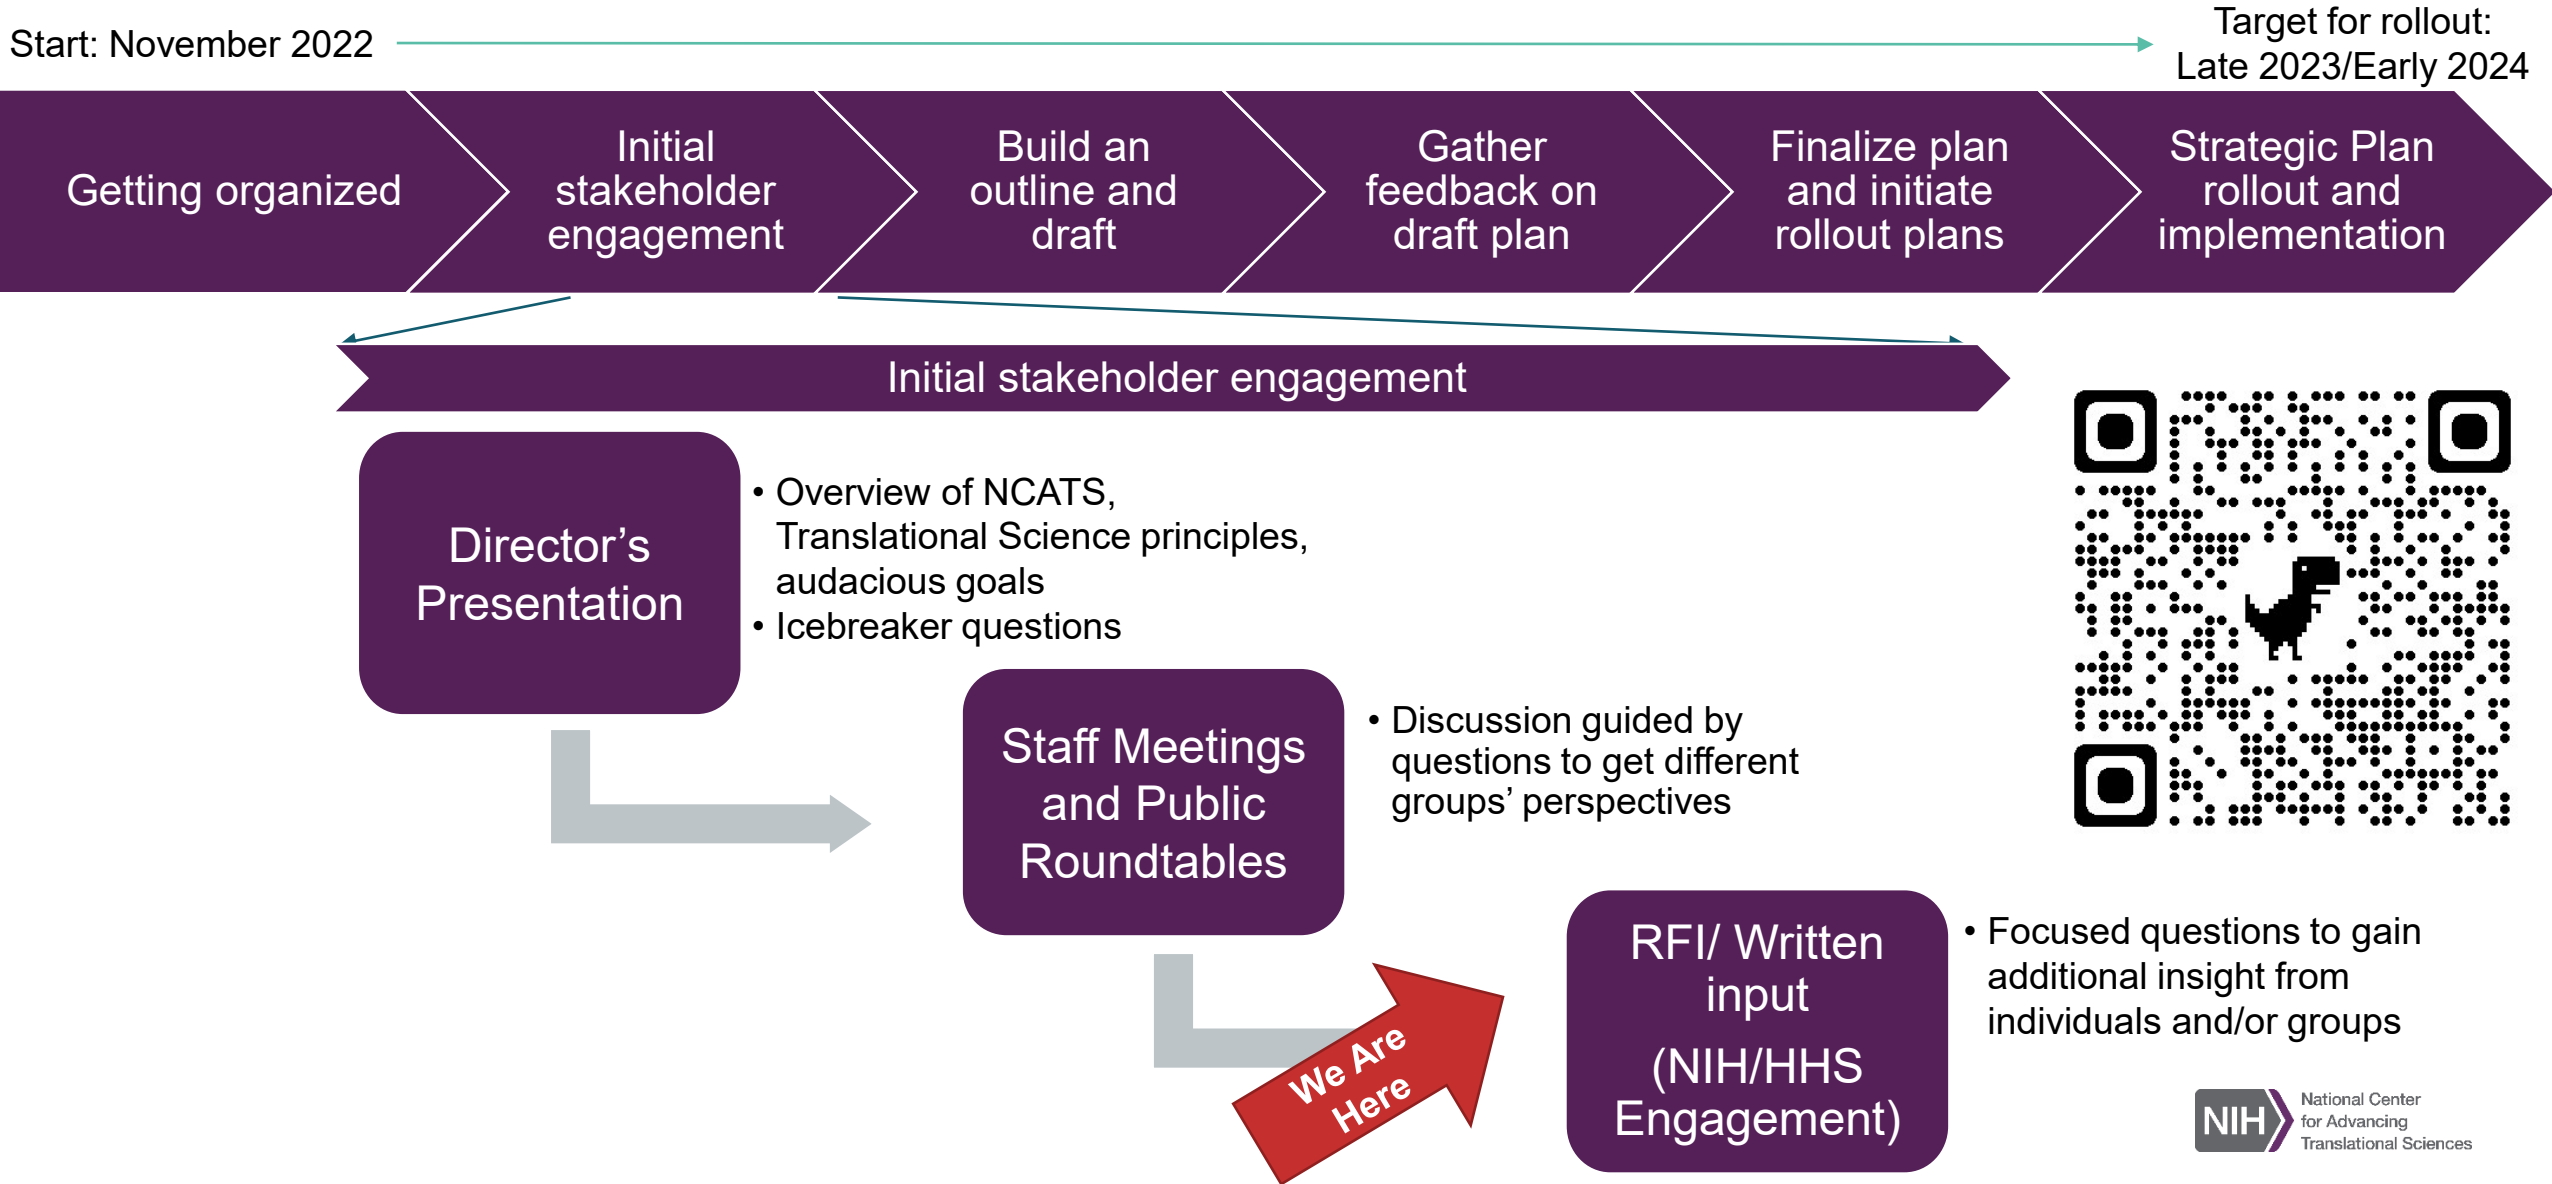 Start: November 2022
Target for rollout:
Late 2023/Early 2024
Getting organized
Initial
stakeholder
engagement
Build an
outline and
draft
Gather
feedback on
draft plan
Finalize plan
and initiate
rollout plans
Strategic Plan
rollout and
implementation
Initial stakeholder engagement
Director’s
Presentation
• Overview of NCATS,
Translational Science principles,
audacious goals
• Icebreaker questions
Staff Meetings
and Public
Roundtables
• Discussion guided by
questions to get different
groups’ perspectives
We Are
Here
RFI/ Written
input
(NIH/HHS
Engagement)
• Focused questions to gain
additional insight from
individuals and/or groups
NIH
National Center
for Advancing
Translational Sciences